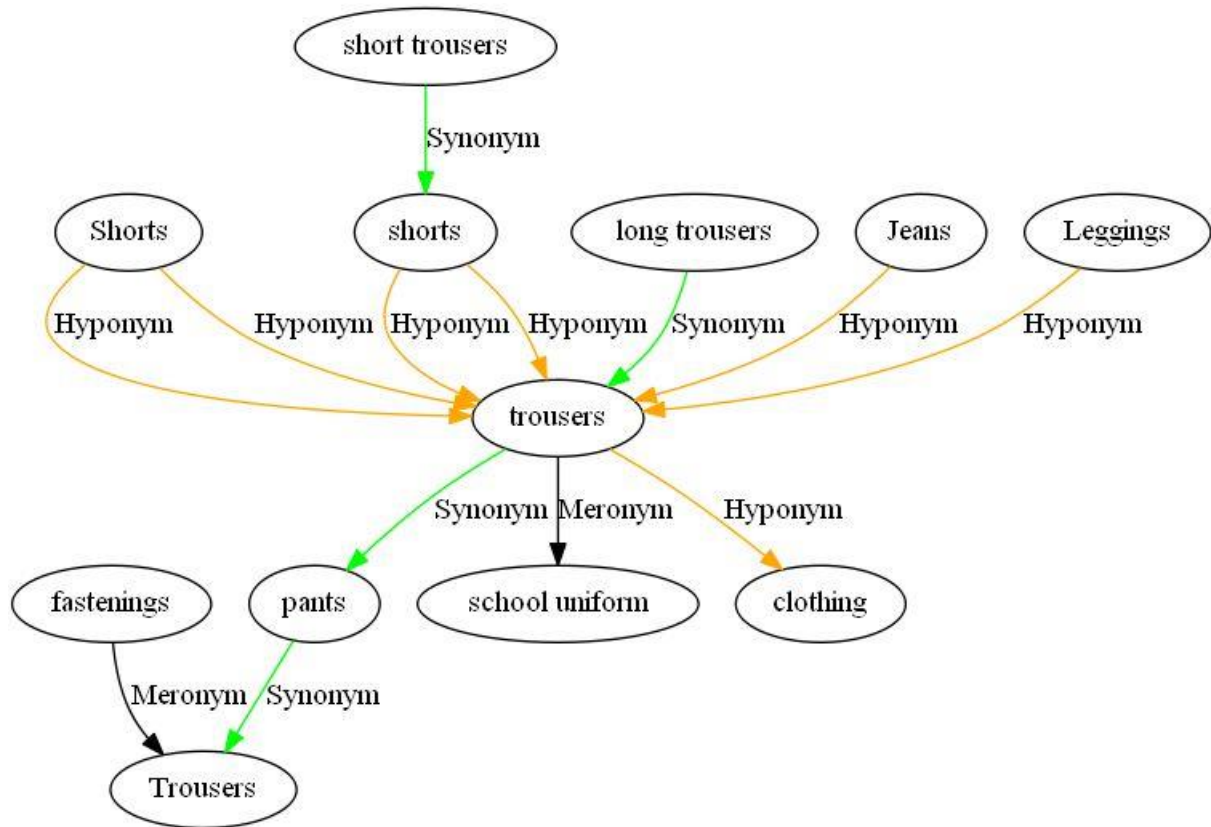 short trousers
Synonym
Shorts
shorts
long trousers
Jeans
Leggings
Hyponym
Hyponym
Hyponym
Hyponym
Synonym
Hyponym
Hyponym
trousers
Synonym
Meronym
Hyponym
fastenings
pants
school uniform
clothing
Meronym
Synonym
Trousers